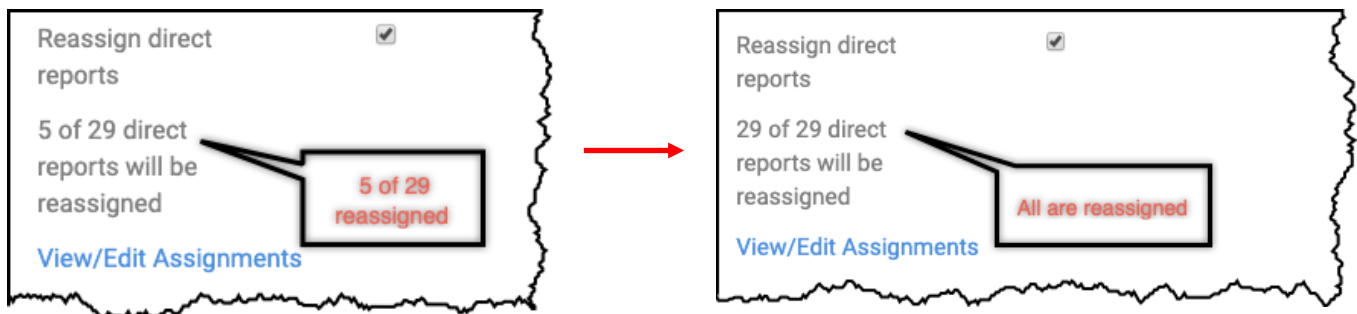 Reassign direct
reports
5 of 29 direct
reports will be
reassigned
5 of 29
reassigned
View/Edit Assignments
Reassign direct
reports
29 of 29 direct
reports will be
reassigned
All are reassigned
View/Edit Assignments